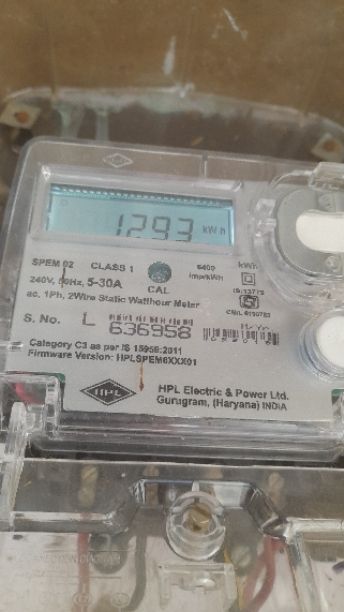 HPL
1293 kWh
SPEM 02 CLASS 1 6400 kWh
240V, 50Hz, 5-30A CAL imp/kWh
ac, 1Ph, 2Wire Static Watthour Meter
S. No. L 636958
Category C3 as per IS 15959:2011
Firmware Version: HPLSPEM6XXX01
HPL HPL Electric & Power Ltd.
Gurugram, (Haryana) INDIA